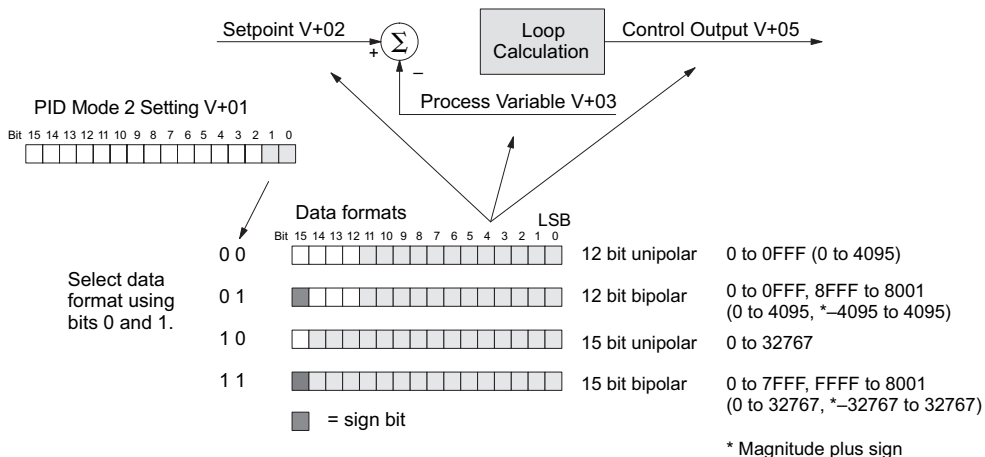 Setpoint V+02
+
Σ
–
Loop
Calculation
Control Output V+05
Process Variable V+03
PID Mode 2 Setting V+01
Bit 15 14 13 12 11 10 9 8 7 6 5 4 3 2 1 0
Data formats
LSB
Bit 15 14 13 12 11 10 9 8 7 6 5 4 3 2 1 0
Select data
format using
bits 0 and 1.
0 0
12 bit unipolar
0 to 0FFF (0 to 4095)
0 1
12 bit bipolar
0 to 0FFF, 8FFF to 8001
(0 to 4095, *–4095 to 4095)
1 0
15 bit unipolar
0 to 32767
1 1
15 bit bipolar
0 to 7FFF, FFFF to 8001
(0 to 32767, *–32767 to 32767)
= sign bit
* Magnitude plus sign